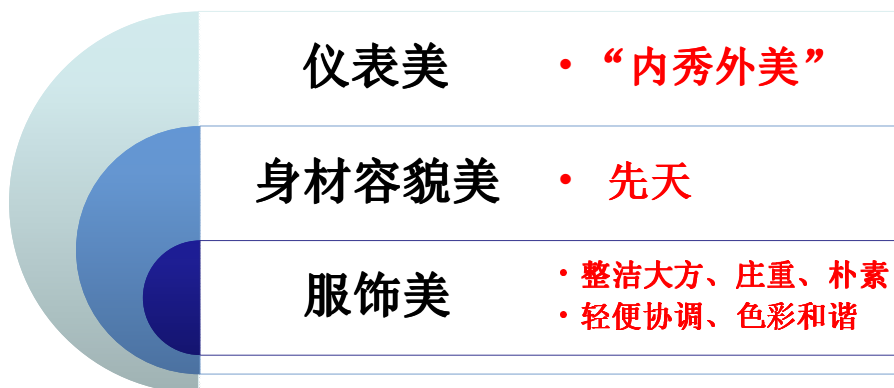 仪表美 • “内秀外美”
身材容貌美 • 先天
服饰美
• 整洁大方、庄重、朴素
• 轻便协调、色彩和谐